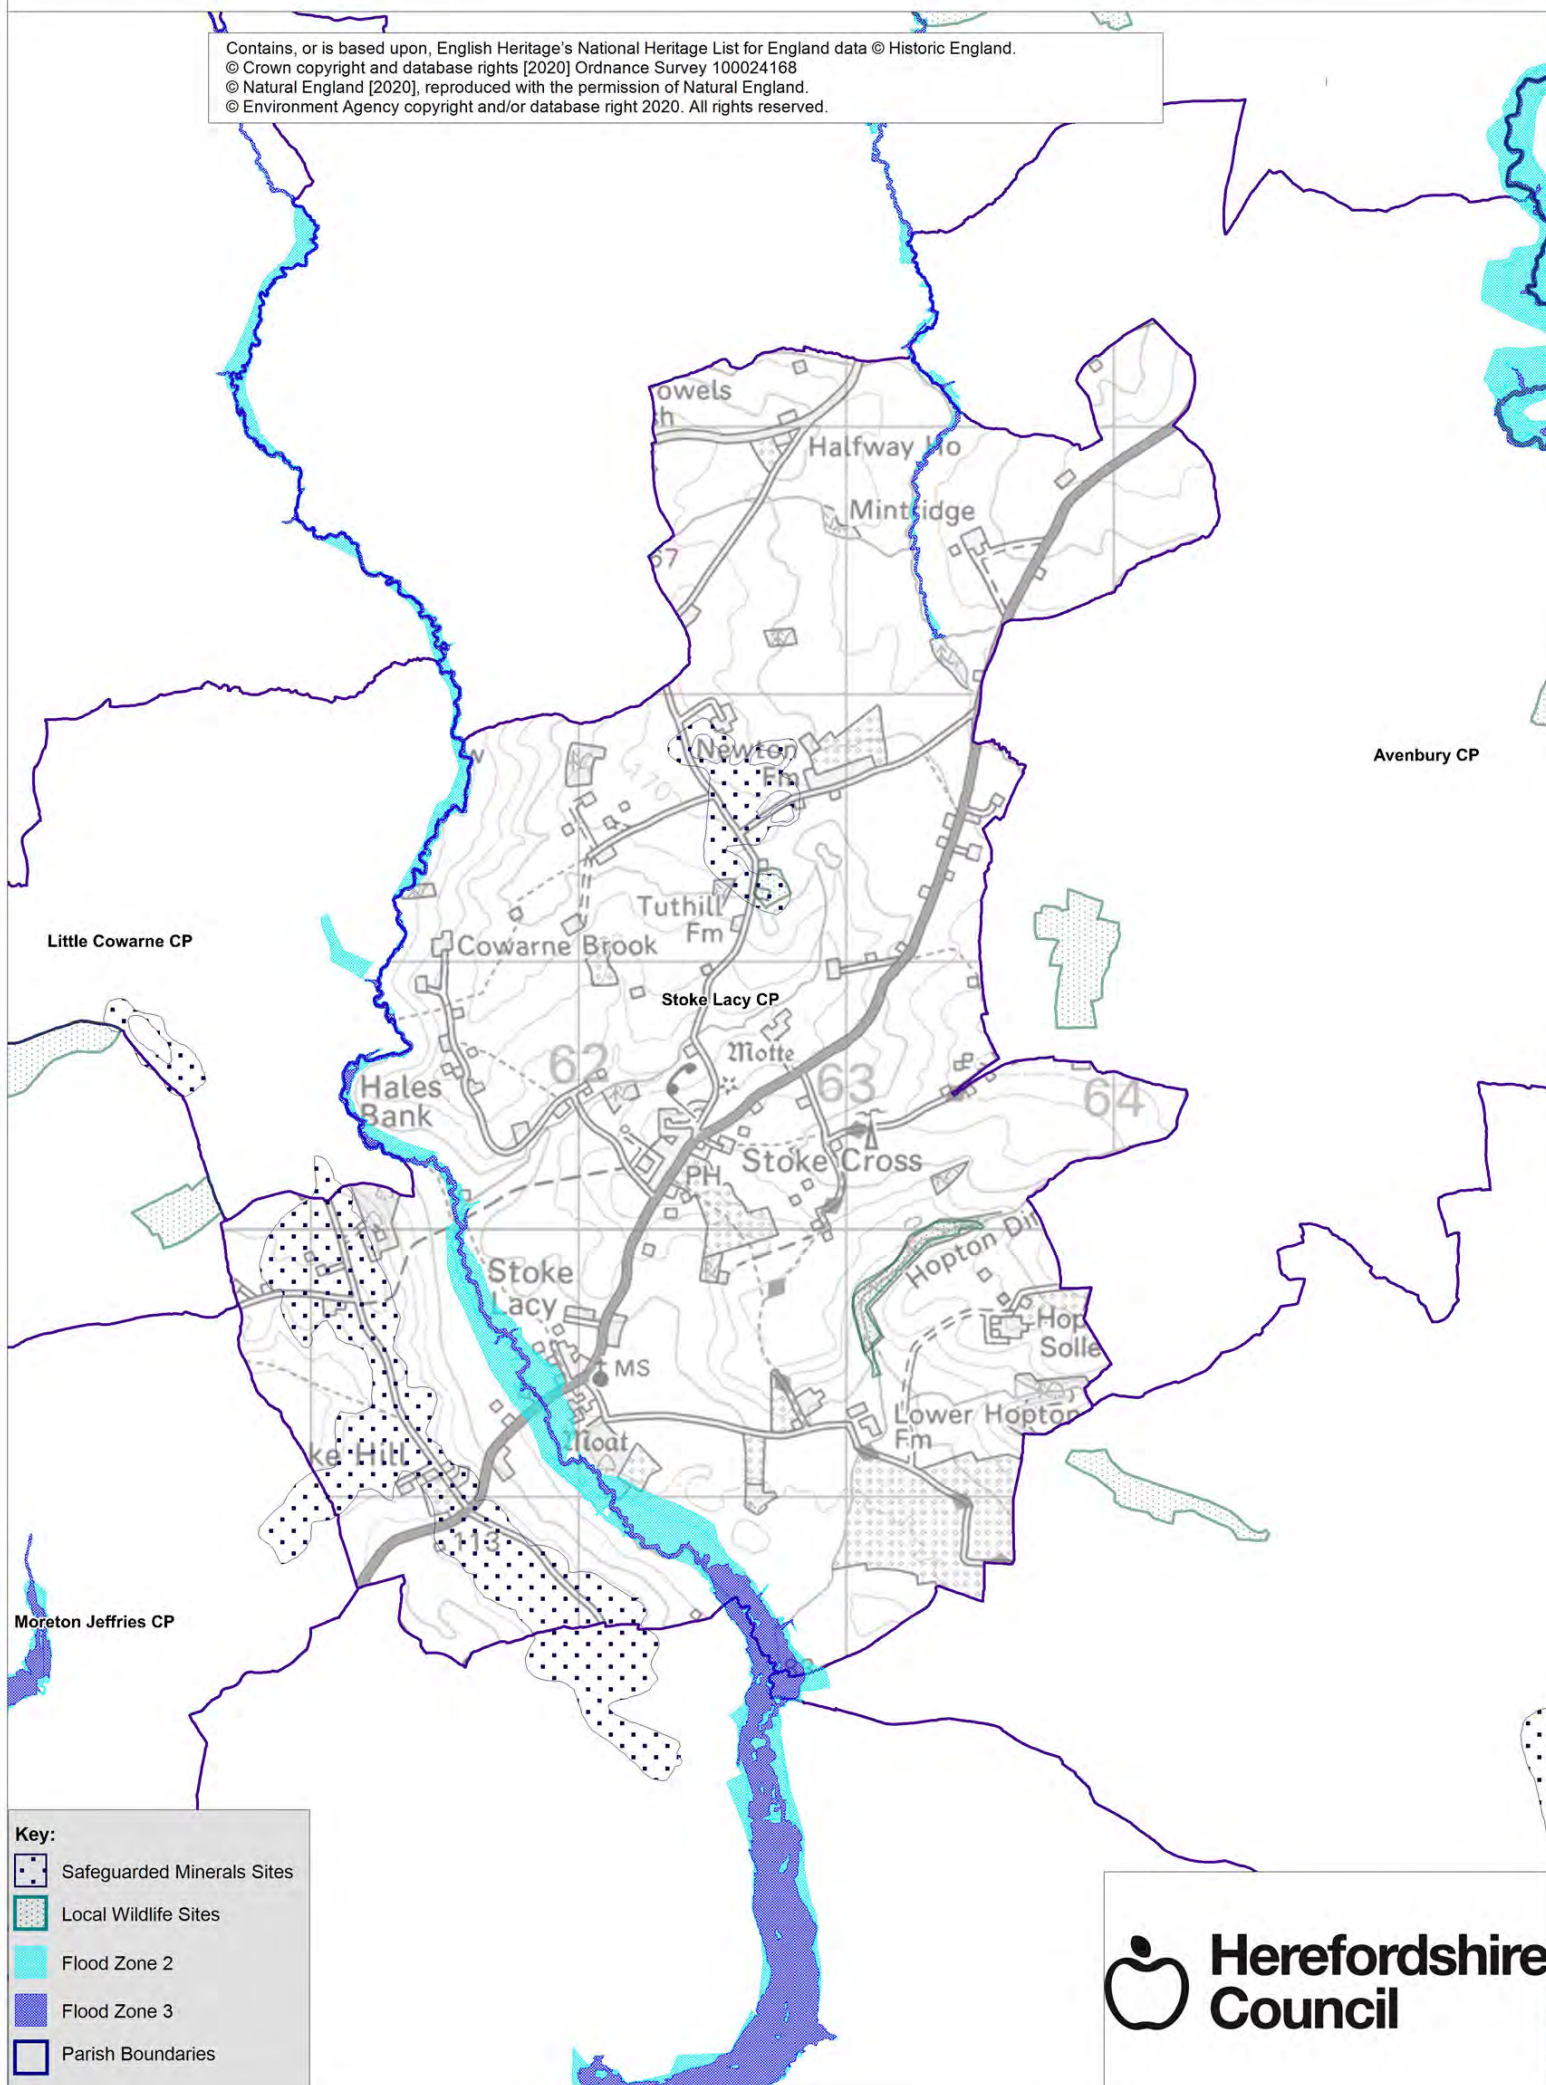 Contains, or is based upon, English Heritage's National Heritage List for England data © Historic England.
© Crown copyright and database rights [2020] Ordnance Survey 100024168
© Natural England [2020], reproduced with the permission of Natural England.
© Environment Agency copyright and/or database right 2020. All rights reserved.
owels
h
Halfway Ho
Mintridge
67
Newton
Fm
170
w
Avenbury CP
Tuthill
Fm
Little Cowarne CP
Cowarne Brook
Stoke Lacy CP
Motte
62
63
64
Hales
Bank
Stoke Cross
PH
Hopton Din
Stoke
Lacy
Hop
Solle
MS
Lower Hopton
Fm
Moat
ke Hill
113
Moreton Jeffries CP
83
Key:
Safeguarded Minerals Sites
Local Wildlife Sites
Flood Zone 2
Flood Zone 3
Parish Boundaries
Herefordshire
Council